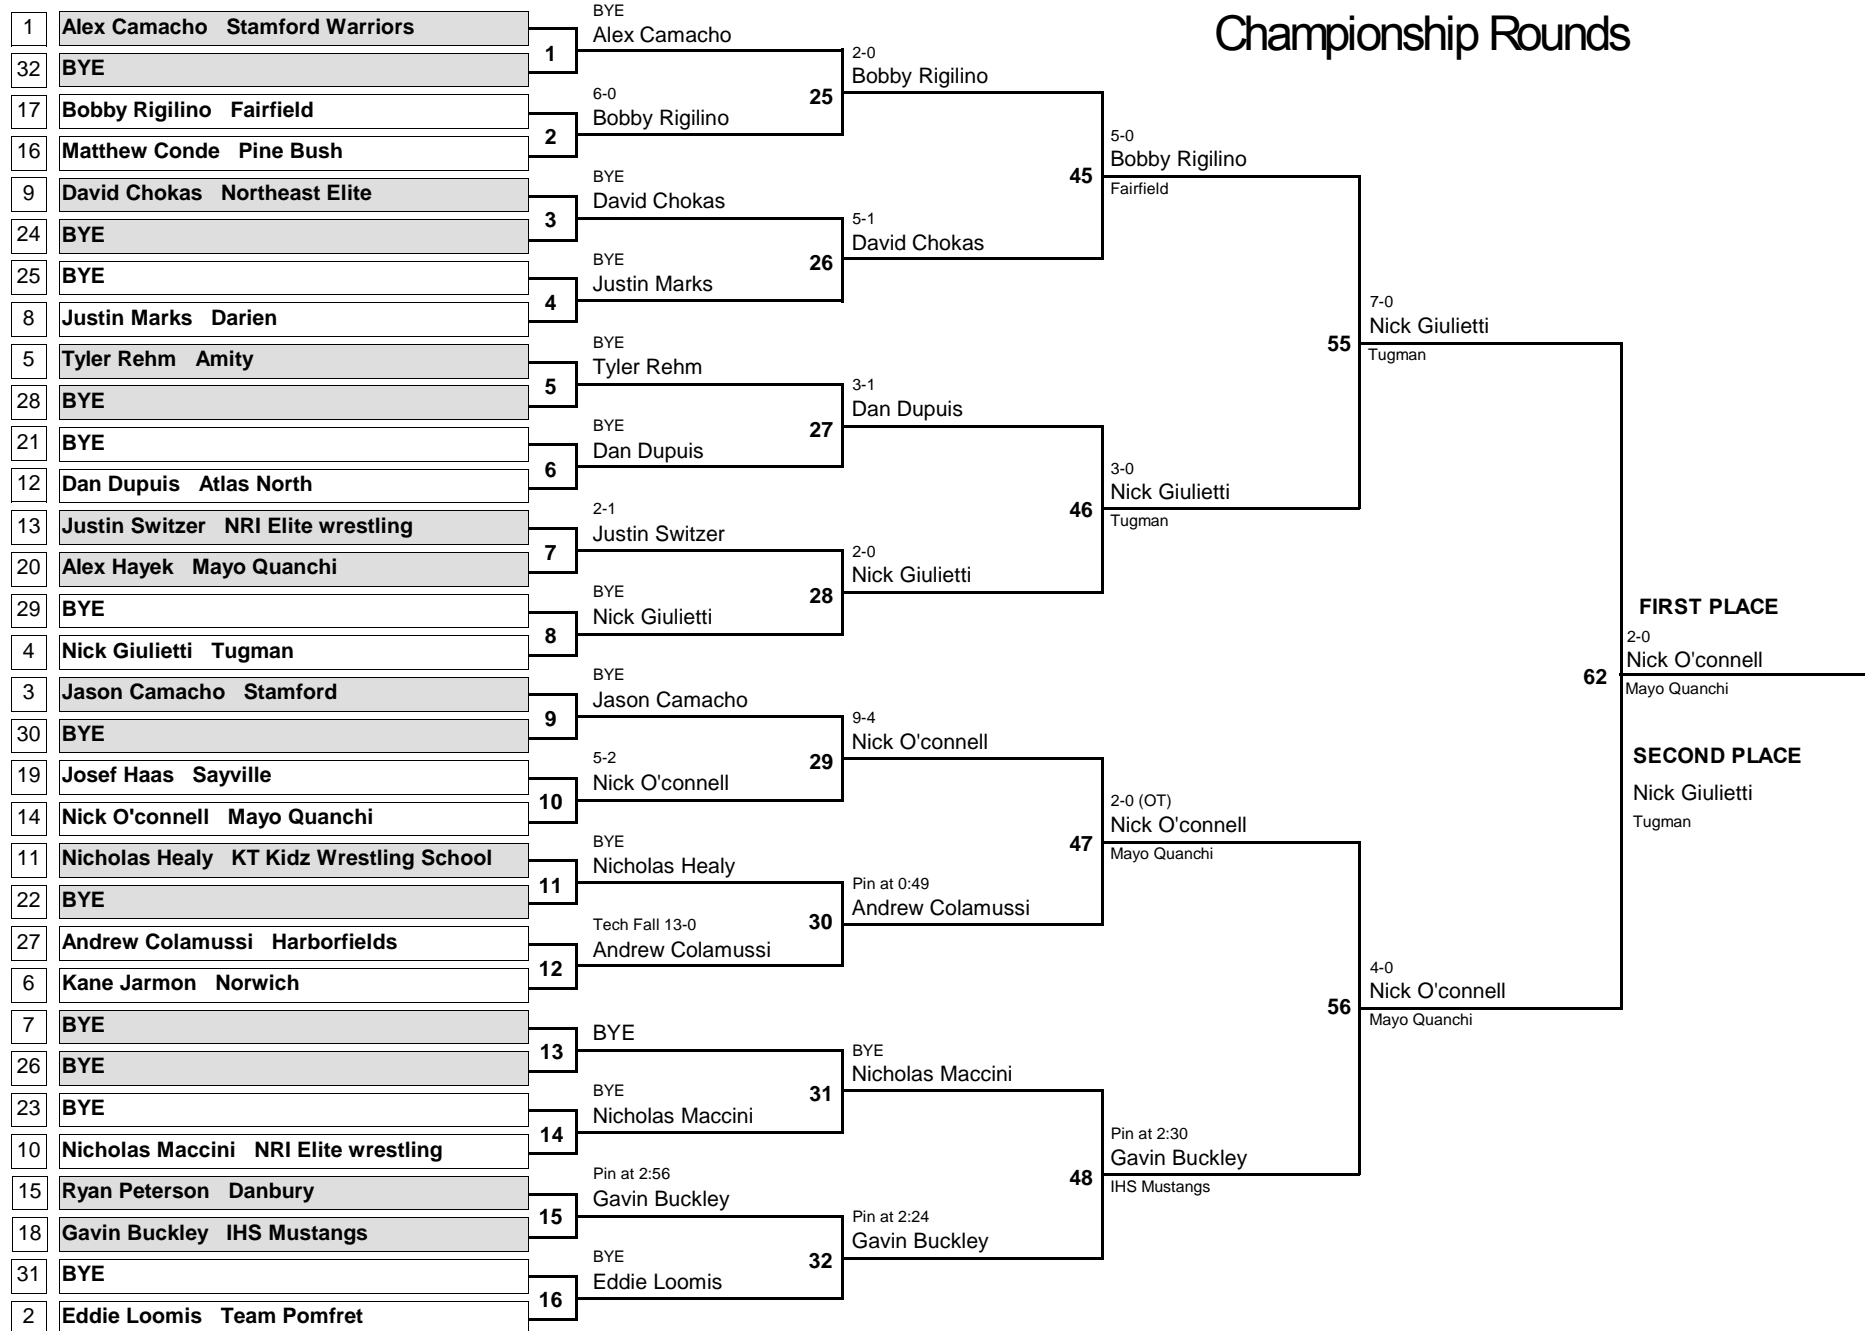 Championship Rounds
1 Alex Camacho Stamford Warriors
32 BYE
17 Bobby Rigilino Fairfield
16 Matthew Conde Pine Bush
9 David Chokas Northeast Elite
24 BYE
25 BYE
8 Justin Marks Darien
5 Tyler Rehm Amity
28 BYE
21 BYE
12 Dan Dupuis Atlas North
13 Justin Switzer NRI Elite wrestling
20 Alex Hayek Mayo Quanchi
29 BYE
4 Nick Giulietti Tugman
3 Jason Camacho Stamford
30 BYE
19 Josef Haas Sayville
14 Nick O'connell Mayo Quanchi
11 Nicholas Healy KT Kidz Wrestling School
22 BYE
27 Andrew Colamussi Harborfields
6 Kane Jarmon Norwich
7 BYE
26 BYE
23 BYE
10 Nicholas Maccini NRI Elite wrestling
15 Ryan Peterson Danbury
18 Gavin Buckley IHS Mustangs
31 BYE
2 Eddie Loomis Team Pomfret
1
BYE
Alex Camacho
2
6-0
Bobby Rigilino
3
BYE
David Chokas
4
BYE
Justin Marks
5
BYE
Tyler Rehm
6
BYE
Dan Dupuis
7
2-1
Justin Switzer
8
BYE
Nick Giulietti
9
BYE
Jason Camacho
10
5-2
Nick O'connell
11
BYE
Nicholas Healy
12
Tech Fall 13-0
Andrew Colamussi
13
BYE
14
BYE
Nicholas Maccini
15
Pin at 2:56
Gavin Buckley
16
BYE
Eddie Loomis
25
2-0
Bobby Rigilino
26
5-1
David Chokas
27
3-1
Dan Dupuis
28
2-0
Nick Giulietti
29
9-4
Nick O'connell
30
Pin at 0:49
Andrew Colamussi
31
BYE
Nicholas Maccini
32
Pin at 2:24
Gavin Buckley
45
5-0
Bobby Rigilino
Fairfield
46
3-0
Nick Giulietti
Tugman
47
2-0 (OT)
Nick O'connell
Mayo Quanchi
48
Pin at 2:30
Gavin Buckley
IHS Mustangs
55
7-0
Nick Giulietti
Tugman
56
4-0
Nick O'connell
Mayo Quanchi
62
FIRST PLACE
2-0
Nick O'connell
Mayo Quanchi
SECOND PLACE
Nick Giulietti
Tugman